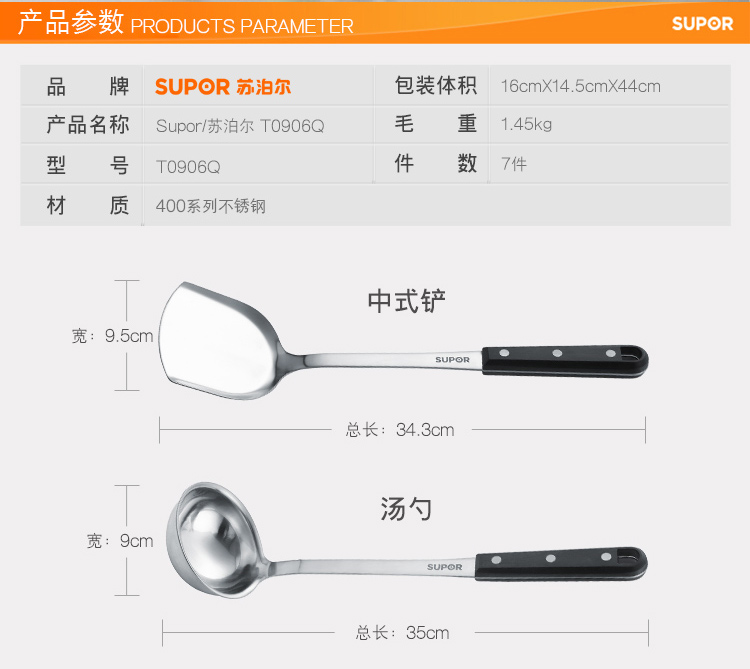 产品参数 PRODUCTS PARAMETER
SUPOR
品 牌 SUPOR 苏泊尔 包装体积 16cmX14.5cmX44cm
产品名称 Supor/苏泊尔 T0906Q 毛 重 1.45kg
型 号 T0906Q 件 数 7件
材 质 400系列不锈钢
中式铲
宽：9.5cm
SUPOR
总长：34.3cm
汤勺
宽：9cm
SUPOR
总长：35cm